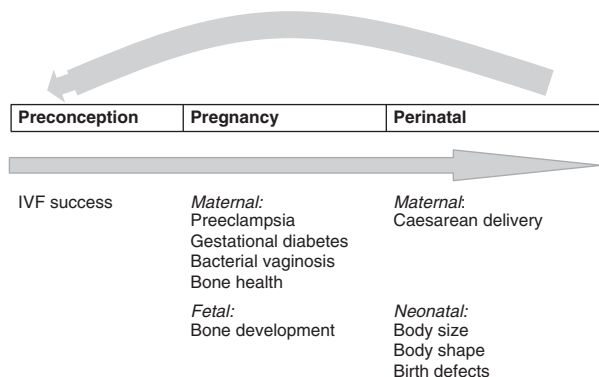 Preconception Pregnancy Perinatal
IVF success
Maternal:
Preeclampsia
Gestational diabetes
Bacterial vaginosis
Bone health
Fetal:
Bone development
Maternal:
Caesarean delivery
Neonatal:
Body size
Body shape
Birth defects